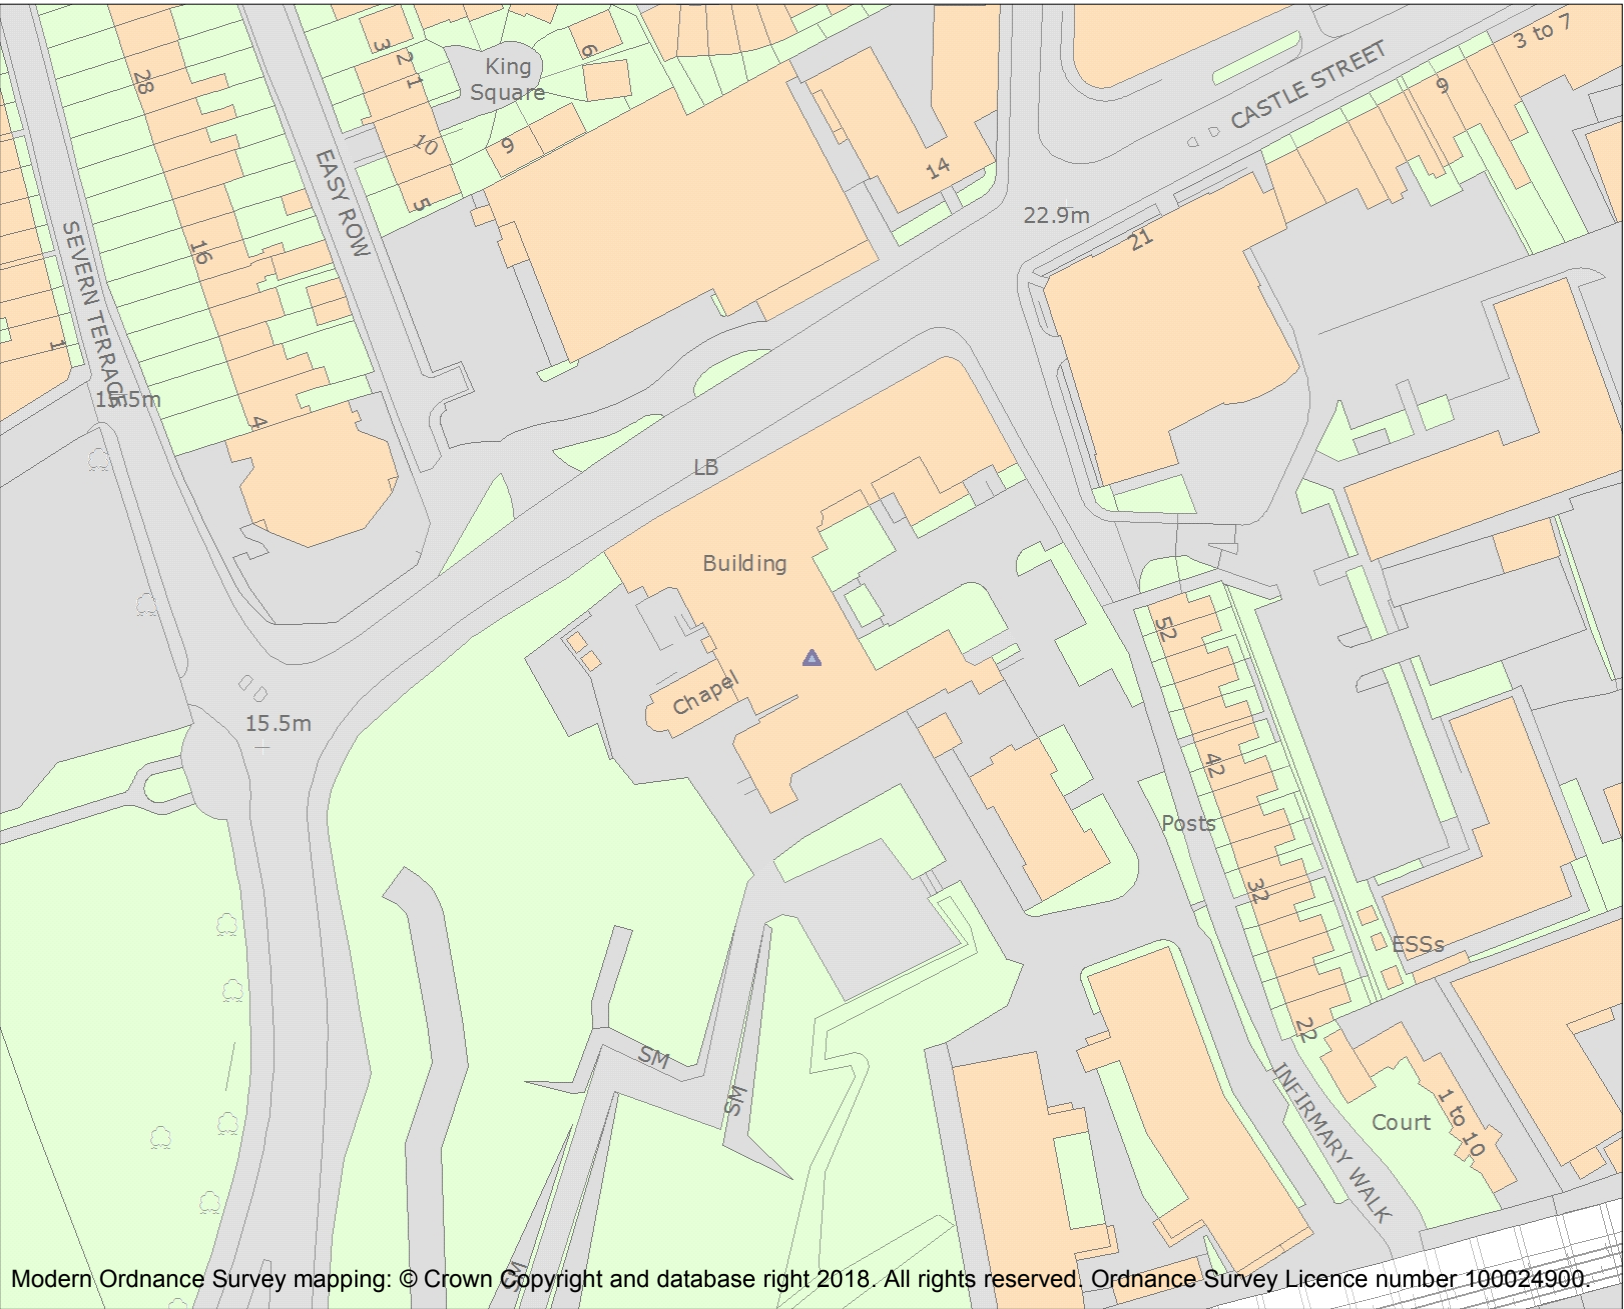 3 to 7
3
2
1
6
King
Square
CASTLE STREET
9
28
10
9
14
EASY ROW
5
22.9m
21
SEVERN TERRACE
16
1
15.5m
4
LB
Building
52
Chapel
15.5m
42
Posts
32
ESSs
22
SM
SM
INFIRMARY WALK
Court
1 to 10
SM
Modern Ordnance Survey mapping: © Crown Copyright and database right 2018. All rights reserved. Ordnance Survey Licence number 100024900.